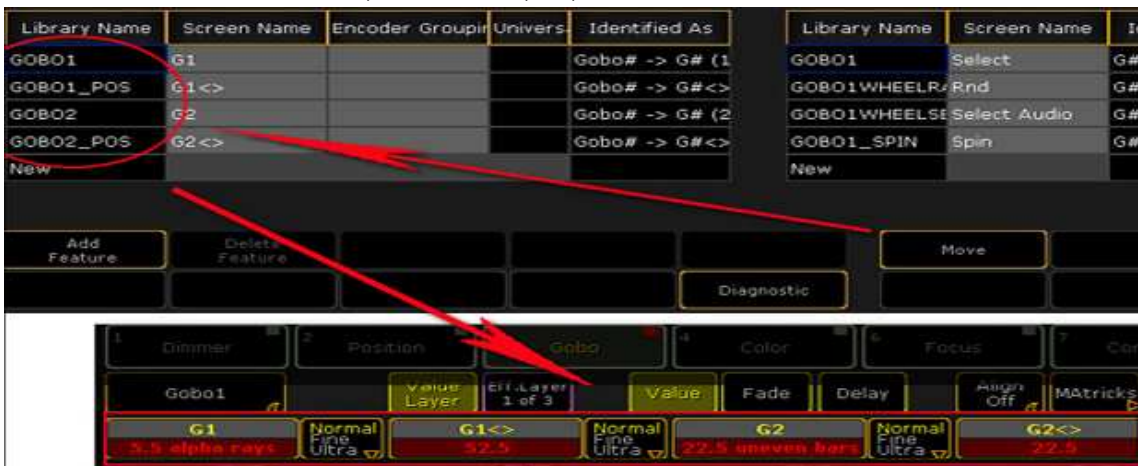 Library Name Screen Name Encoder Groupin Univers. Identified As Library Name Screen Name
GOBO1 G1 Gobo# -> G# (1 GOBO1 Select G#
GOBO1_POS G1<> Gobo# -> G#<> GOBO1WHEELRA Rnd G#
GOBO2 G2 Gobo# -> G# (2 GOBO1WHEELSE Select Audio G#
GOBO2_POS G2<> Gobo# -> G#<> GOBO1_SPIN Spin G#
New New
Add Feature Delete Feature Move
Diagnostic
1 Dimmer 2 Position Gobo 4 Color 6 Focus 7 Con
Gobo1 Value Layer Eff.Layer 1 of 3 Value Fade Delay Align Off MAtricks
G1 Normal G1<> Normal G2 Normal G2<>
5.5 alpha rays Fine Ultra 52.5 Fine Ultra 22.5 uneven bars Fine Ultra 22.5